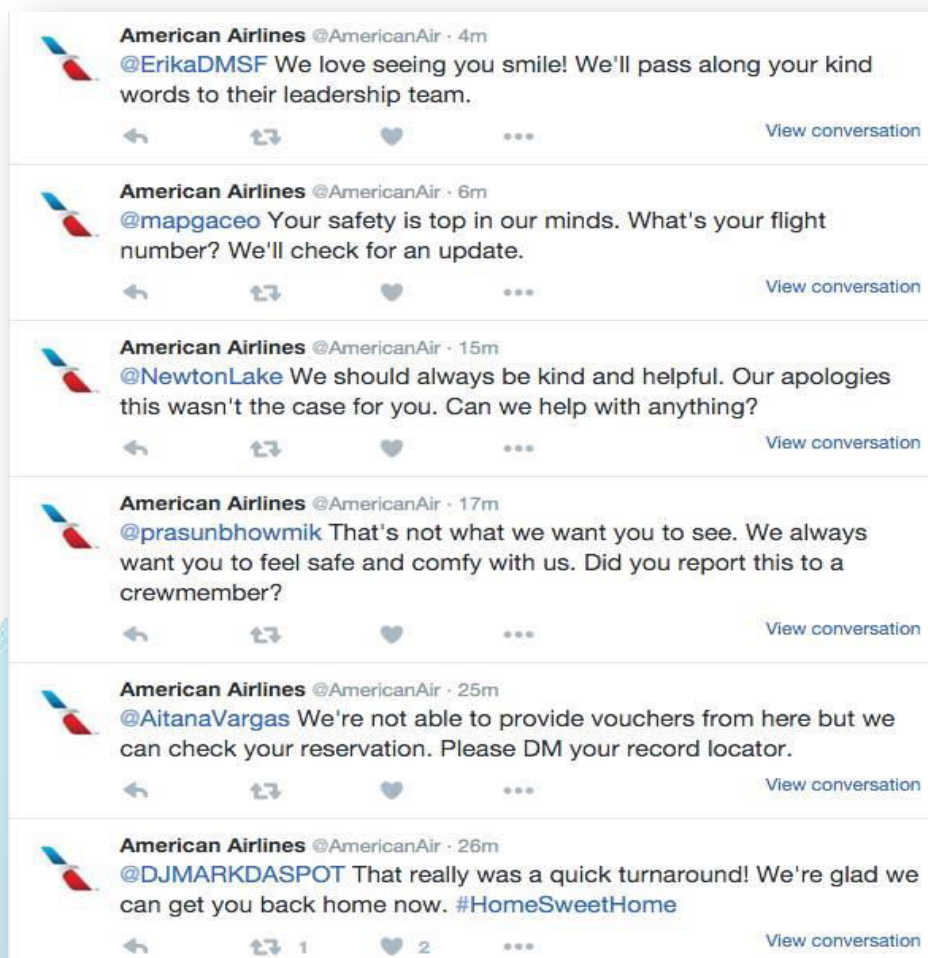 American Airlines @AmericanAir · 4m
@ErikaDMSF We love seeing you smile! We'll pass along your kind
words to their leadership team.
View conversation
American Airlines @AmericanAir · 6m
@mapgaceo Your safety is top in our minds. What's your flight
number? We'll check for an update.
View conversation
American Airlines @AmericanAir · 15m
@NewtonLake We should always be kind and helpful. Our apologies
this wasn't the case for you. Can we help with anything?
View conversation
American Airlines @AmericanAir · 17m
@prasunbhowmik That's not what we want you to see. We always
want you to feel safe and comfy with us. Did you report this to a
crewmember?
View conversation
American Airlines @AmericanAir · 25m
@AitanaVargas We're not able to provide vouchers from here but we
can check your reservation. Please DM your record locator.
View conversation
American Airlines @AmericanAir · 26m
@DJMARKDASPOT That really was a quick turnaround! We're glad we
can get you back home now. #HomeSweetHome
1 2 View conversation